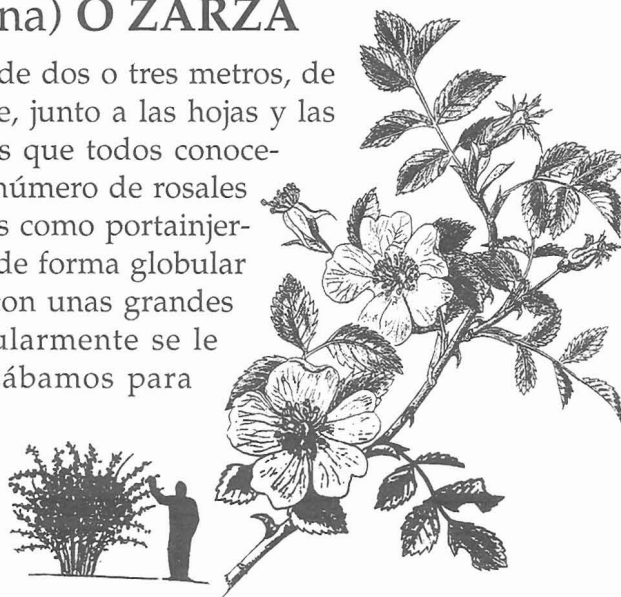 na) O ZARZA
de dos o tres metros, de
e, junto a las hojas y las
s que todos conoce-
número de rosales
s como portainjer-
de forma globular
con unas grandes
ularmente se le
ábamos para